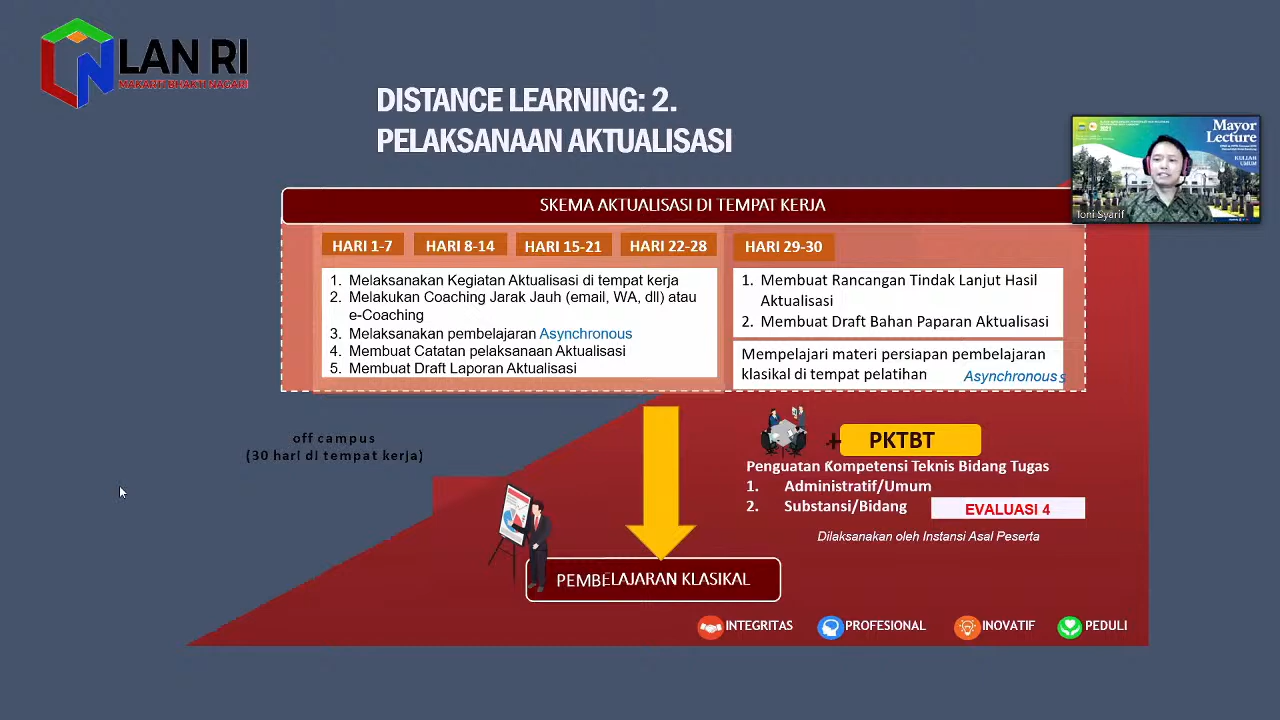 LAN RI
MAKARTI BHAKTI NAGARI
DISTANCE LEARNING: 2.
PELAKSANAAN AKTUALISASI
Mayor
Lecture
KULIAH
UMUM
2021
Toni Syarif
SKEMA AKTUALISASI DI TEMPAT KERJA
HARI 1-7
HARI 8-14
HARI 15-21
HARI 22-28
HARI 29-30
1. Melaksanakan Kegiatan Aktualisasi di tempat kerja
2. Melakukan Coaching Jarak Jauh (email, WA, dll) atau
e-Coaching
3. Melaksanakan pembelajaran Asynchronous
4. Membuat Catatan pelaksanaan Aktualisasi
5. Membuat Draft Laporan Aktualisasi
1. Membuat Rancangan Tindak Lanjut Hasil
Aktualisasi
2. Membuat Draft Bahan Paparan Aktualisasi
Mempelajari materi persiapan pembelajaran
klasikal di tempat pelatihan
Asynchronous s
off campus
(30 hari di tempat kerja)
+ PKTBT
Penguatan Kompetensi Teknis Bidang Tugas
1. Administratif/Umum
2. Substansi/Bidang
EVALUASI 4
Dilaksanakan oleh Instansi Asal Peserta
PEMBELAJARAN KLASIKAL
INTEGRITAS
PROFESIONAL
INOVATIF
PEDULI